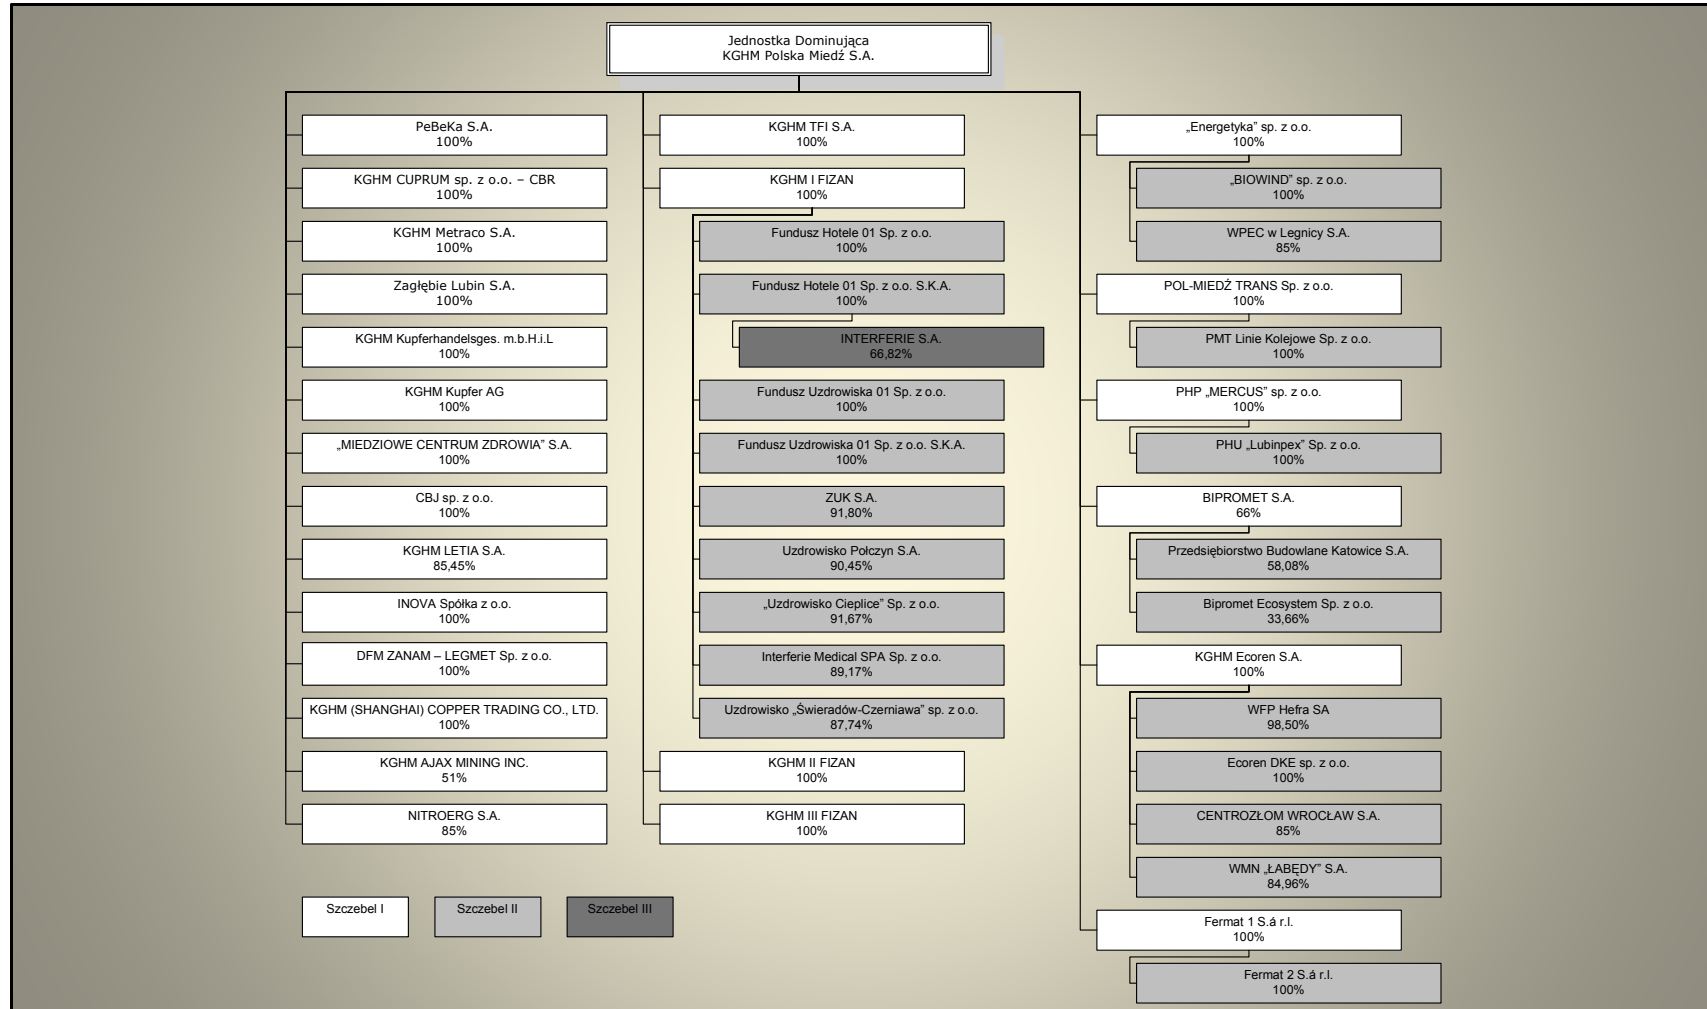 Jednostka Dominująca
KGHM Polska Miedź S.A.
PeBeKa S.A.
100%
KGHM CUPRUM sp. z o.o. – CBR
100%
KGHM Metraco S.A.
100%
Zagłębie Lubin S.A.
100%
KGHM Kupferhandelsges. m.b.H.i.L
100%
KGHM Kupfer AG
100%
„MIEDZIOWE CENTRUM ZDROWIA” S.A.
100%
CBJ sp. z o.o.
100%
KGHM LETIA S.A.
85,45%
INOVA Spółka z o.o.
100%
DFM ZANAM – LEGMET Sp. z o.o.
100%
KGHM (SHANGHAI) COPPER TRADING CO., LTD.
100%
KGHM AJAX MINING INC.
51%
NITROERG S.A.
85%
KGHM TFI S.A.
100%
KGHM I FIZAN
100%
Fundusz Hotele 01 Sp. z o.o.
100%
Fundusz Hotele 01 Sp. z o.o. S.K.A.
100%
INTERFERIE S.A.
66,82%
Fundusz Uzdrowiska 01 Sp. z o.o.
100%
Fundusz Uzdrowiska 01 Sp. z o.o. S.K.A.
100%
ZUK S.A.
91,80%
Uzdrowisko Połczyn S.A.
90,45%
„Uzdrowisko Cieplice” Sp. z o.o.
91,67%
Interferie Medical SPA Sp. z o.o.
89,17%
Uzdrowisko „Świeradów-Czerniawa” sp. z o.o.
87,74%
KGHM II FIZAN
100%
KGHM III FIZAN
100%
„Energetyka” sp. z o.o.
100%
„BIOWIND” sp. z o.o.
100%
WPEC w Legnicy S.A.
85%
POL-MIEDŹ TRANS Sp. z o.o.
100%
PMT Linie Kolejowe Sp. z o.o.
100%
PHP „MERCUS” sp. z o.o.
100%
PHU „Lubinpex” Sp. z o.o.
100%
BIPROMET S.A.
66%
Przedsiębiorstwo Budowlane Katowice S.A.
58,08%
Bipromet Ecosystem Sp. z o.o.
33,66%
KGHM Ecoren S.A.
100%
WFP Hefra SA
98,50%
Ecoren DKE sp. z o.o.
100%
CENTROZŁOM WROCŁAW S.A.
85%
WMN „ŁABĘDY” S.A.
84,96%
Fermat 1 S.á r.l.
100%
Fermat 2 S.á r.l.
100%
Szczebel I
Szczebel II
Szczebel III